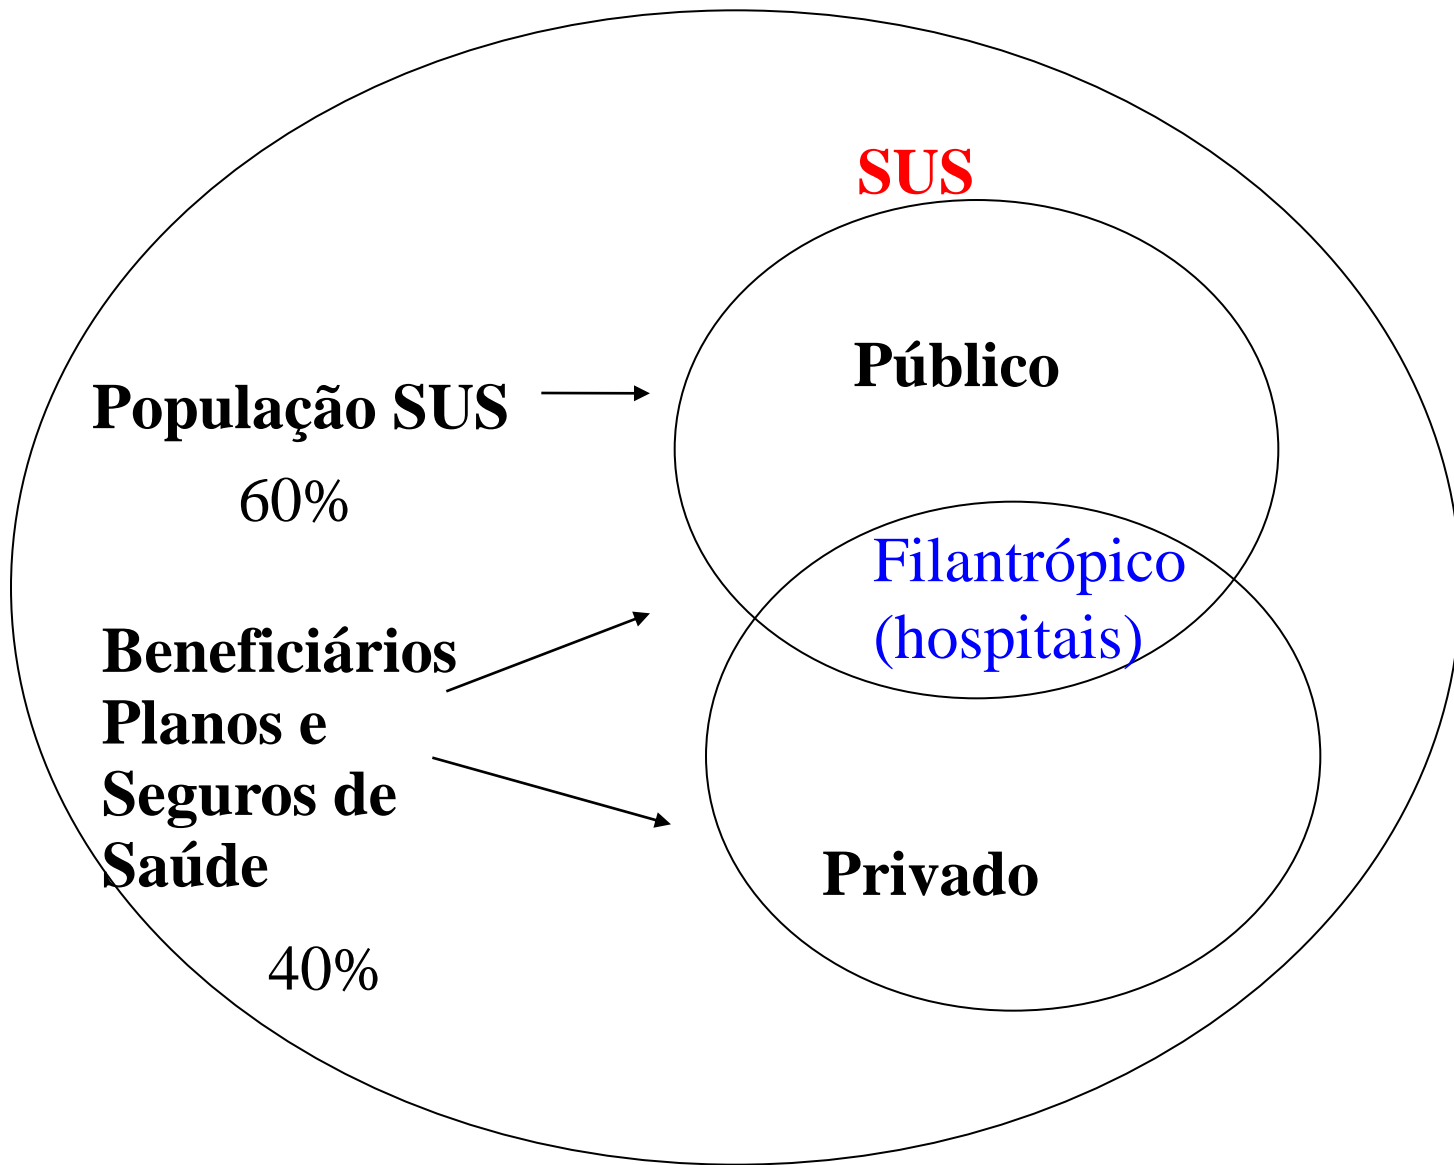 SUS
Público
População SUS
60%
Filantrópico
(hospitais)
Beneficiários
Planos e
Seguros de
Saúde
Privado
40%